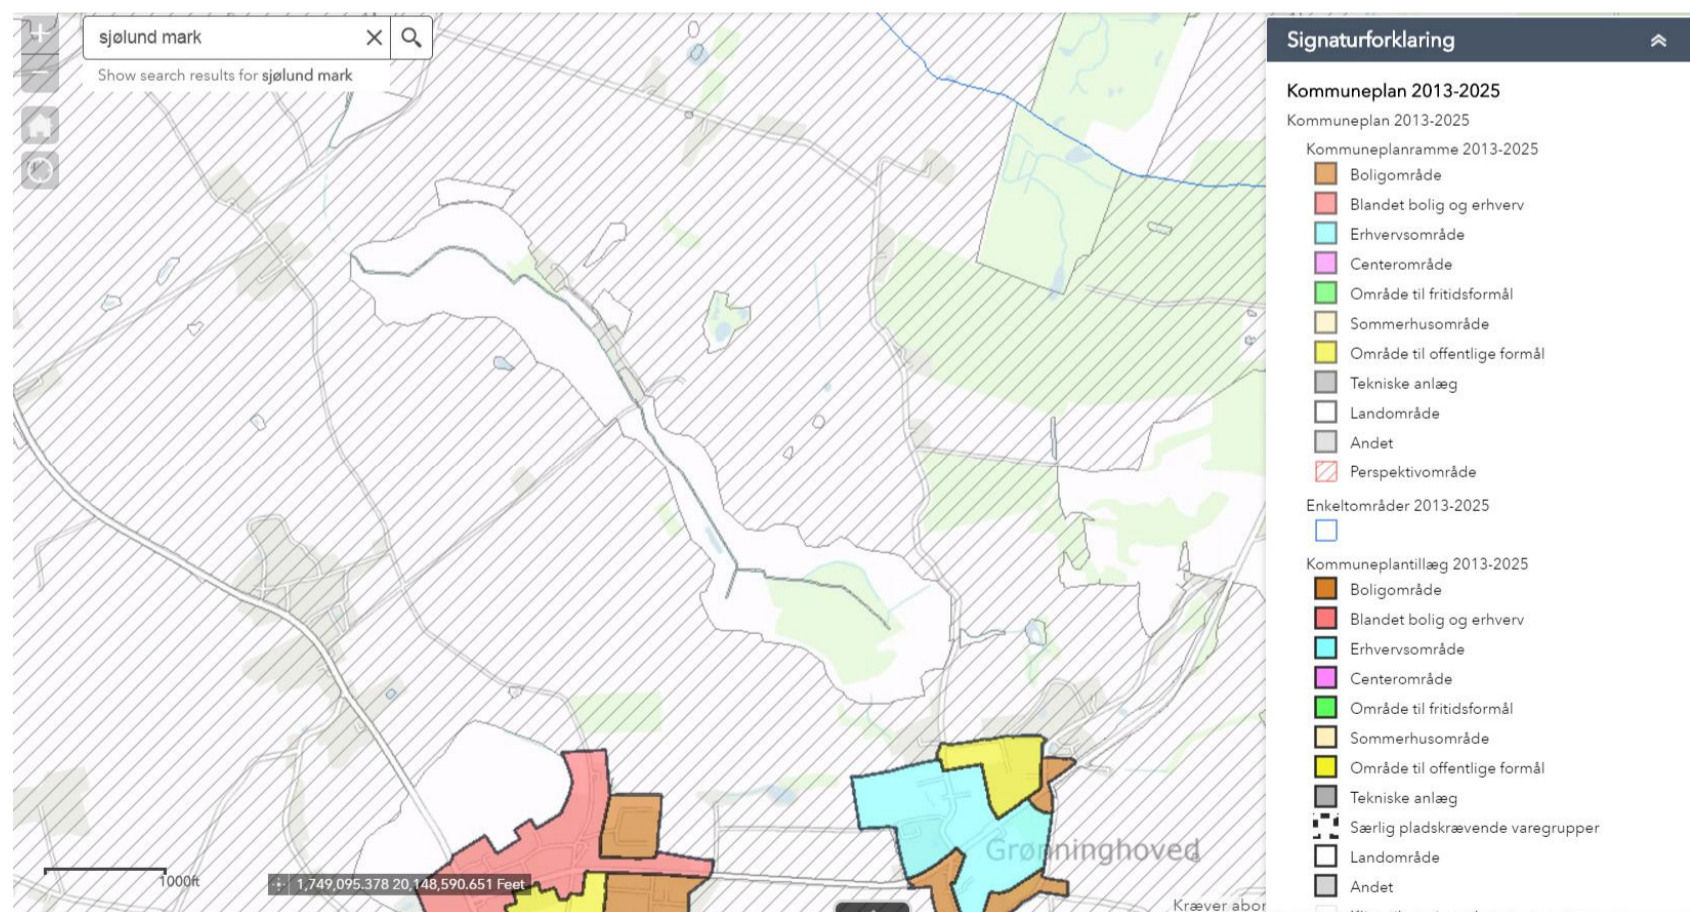 sjølund mark
Show search results for sjølund mark
Signaturforklaring
Kommuneplan 2013-2025
Kommuneplan 2013-2025
Kommuneplanramme 2013-2025
Boligområde
Blandet bolig og erhverv
Erhvervsområde
Centerområde
Område til fritidsformål
Sommerhusområde
Område til offentlige formål
Tekniske anlæg
Landområde
Andet
Perspektivområde
Enkeltområder 2013-2025
Kommuneplantillæg 2013-2025
Boligområde
Blandet bolig og erhverv
Erhvervsområde
Centerområde
Område til fritidsformål
Sommerhusområde
Område til offentlige formål
Tekniske anlæg
Særlig pladskrævende varegrupper
Landområde
Andet
Grønninghoved
1000ft
1,749,095.378 20,148,590.651 Feet
Kræver abor